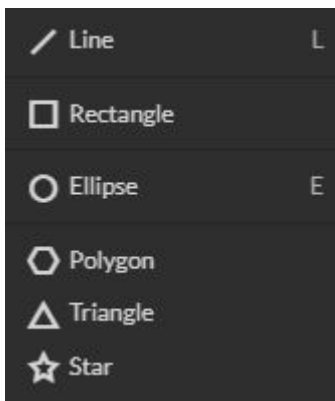 Line L
Rectangle
Ellipse E
Polygon
Triangle
Star